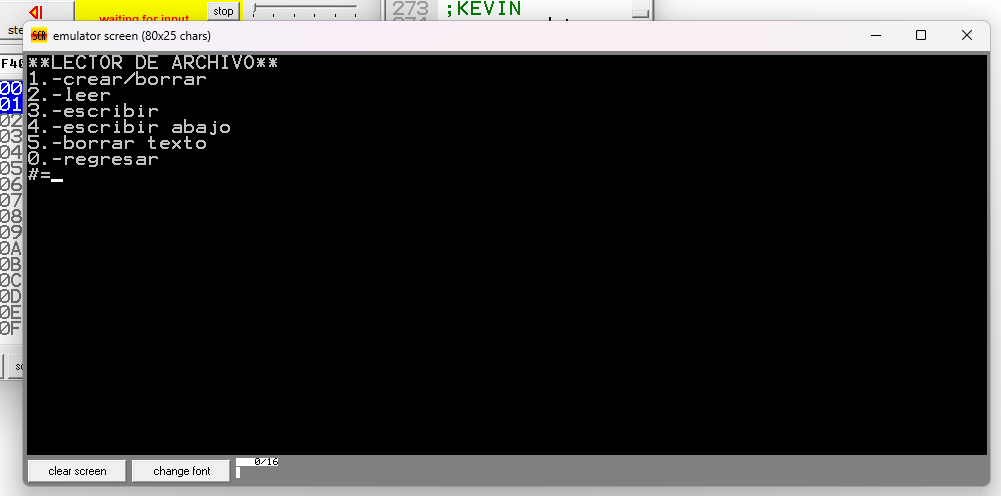 ste
waiting for input
stop
273
;KEVIN
274
emulator screen (80x25 chars)
F40
00
01
02
03
04
05
06
07
08
09
0A
0B
0C
0D
0E
0F
**LECTOR DE ARCHIVO**
1.-crear/borrar
2.-leer
3.-escribir
4.-escribir abajo
5.-borrar texto
0.-regresar
#=_
clear screen
change font
0/16